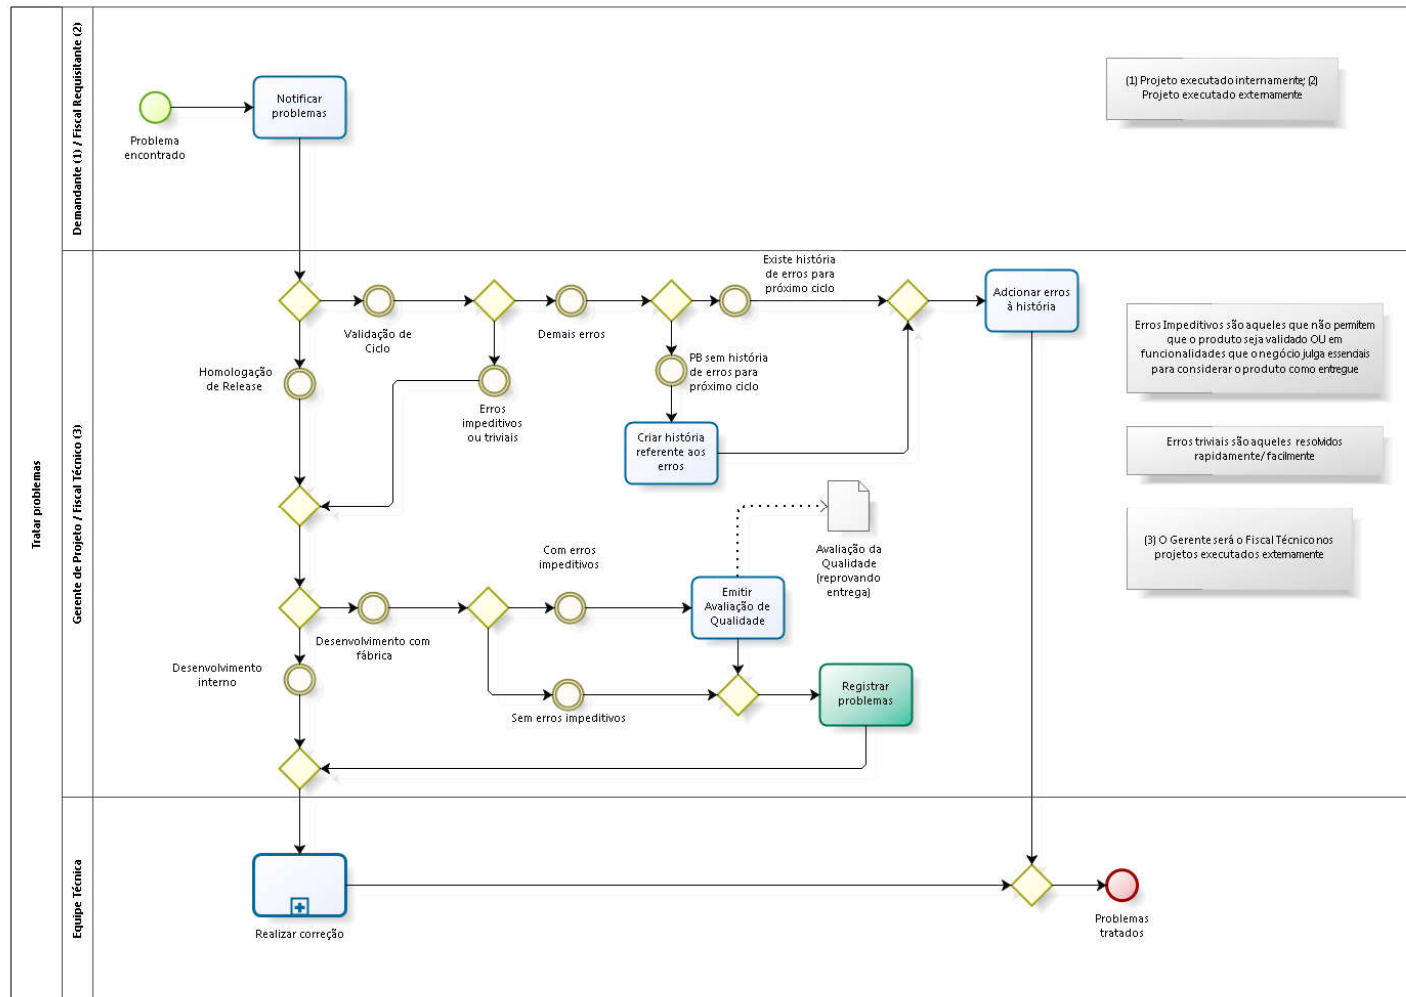 Tratar problemas
Demandante (1) / Fiscal Requisitante (2)
Problema
encontrado
Notificar
problemas
(1) Projeto executado internamente; (2)
Projeto executado externamente
Gerente de Projeto / Fiscal Técnico (3)
Validação de
Ciclo
Demais erros
Existe história
de erros para
próximo ciclo
Adcionar erros
à história
Homologação
de Release
Erros
impeditivos
ou triviais
PB sem história
de erros para
próximo ciclo
Criar história
referente aos
erros
Erros Impeditivos são aqueles que não permitem
que o produto seja validado OU em
funcionalidades que o negócio julga essenciais
para considerar o produto como entregue
Erros triviais são aqueles resolvidos
rapidamente/ facilmente
(3) O Gerente será o Fiscal Técnico nos
projetos executados externamente
Avaliação da
Qualidade
(reprovando
entrega)
Com erros
impeditivos
Emitir
Avaliação de
Qualidade
Desenvolvimento com
fábrica
Desenvolvimento
interno
Sem erros impeditivos
Registrar
problemas
Equipe Técnica
Realizar correção
Problemas
tratados